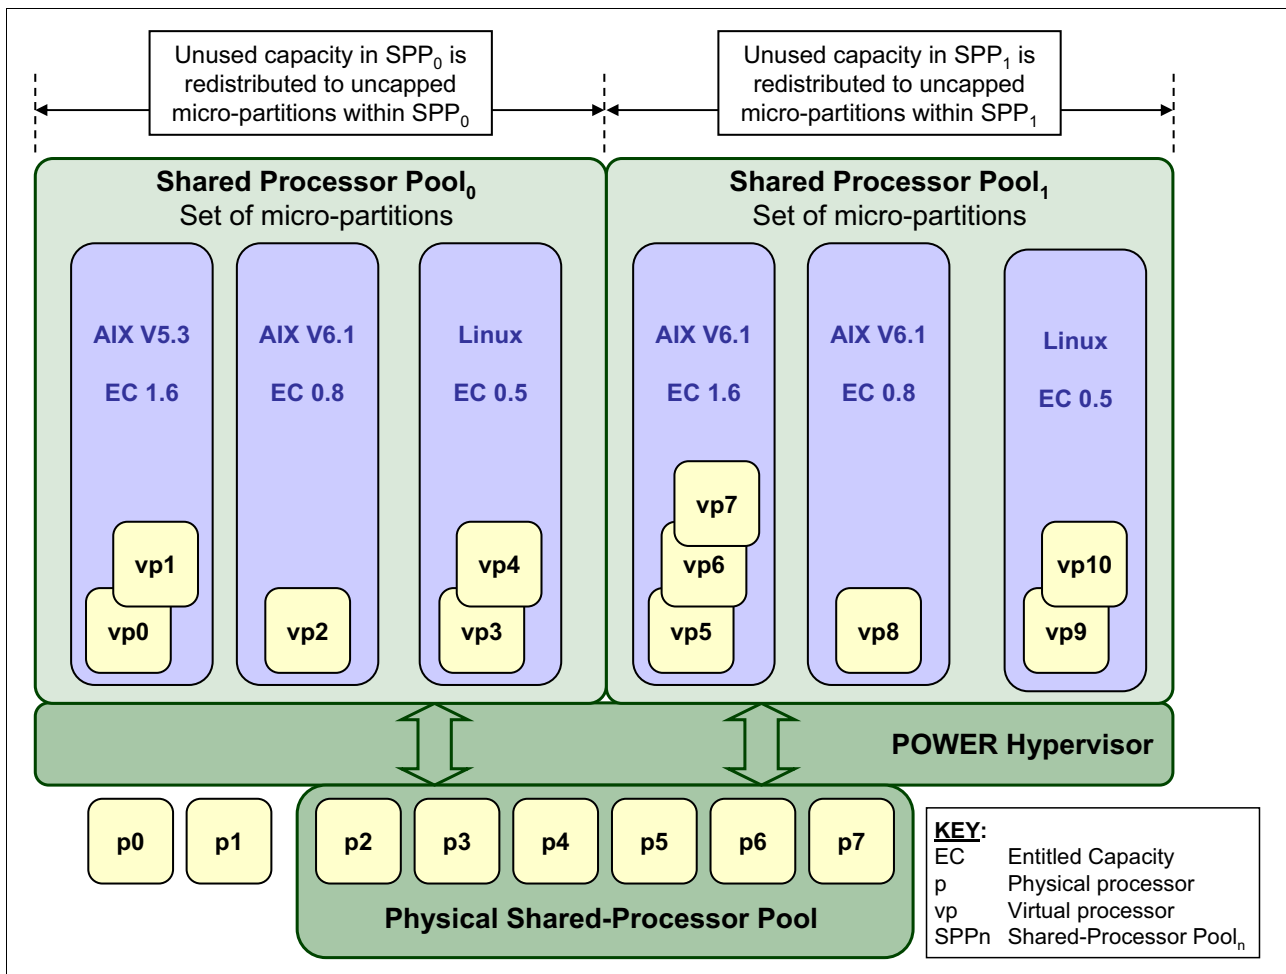 Unused capacity in SPP0 is
redistributed to uncapped
micro-partitions within SPP0
Unused capacity in SPP1 is
redistributed to uncapped
micro-partitions within SPP1
Shared Processor Pool0
Set of micro-partitions
AIX V5.3
EC 1.6
vp1
vp0
AIX V6.1
EC 0.8
vp2
Linux
EC 0.5
vp4
vp3
Shared Processor Pool1
Set of micro-partitions
AIX V6.1
EC 1.6
vp7
vp6
vp5
AIX V6.1
EC 0.8
vp8
Linux
EC 0.5
vp10
vp9
POWER Hypervisor
p0
p1
p2
p3
p4
p5
p6
p7
Physical Shared-Processor Pool
KEY:
EC Entitled Capacity
p Physical processor
vp Virtual processor
SPPn Shared-Processor Pooln